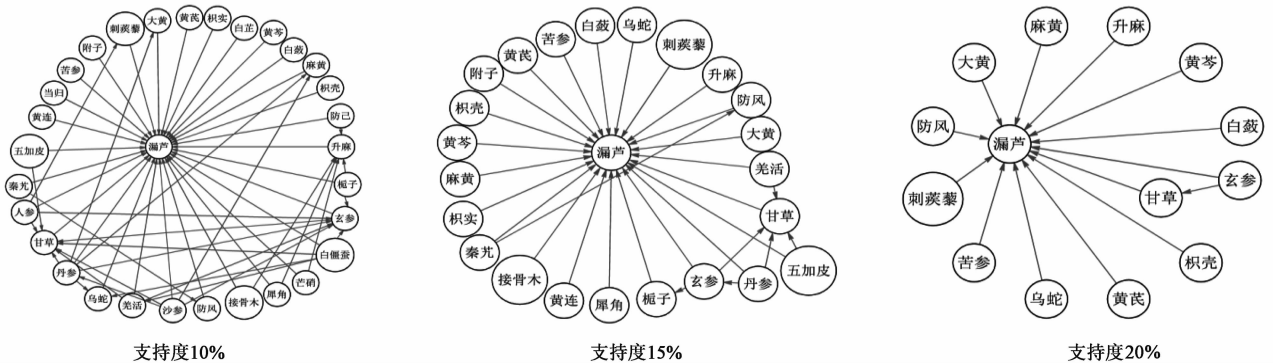 刺蒺藜
大黄
黄芪
枳实
白芷
黄芩
白蔹
麻黄
枳壳
防己
升麻
栀子
玄参
白僵蚕
芒硝
犀角
接骨木
防风
沙参
羌活
乌蛇
丹参
甘草
人参
秦艽
五加皮
黄连
当归
苦参
附子
漏芦
支持度10%
乌蛇
刺蒺藜
升麻
防风
大黄
羌活
甘草
五加皮
丹参
玄参
栀子
犀角
黄连
接骨木
秦艽
枳实
麻黄
黄芩
枳壳
附子
黄芪
苦参
白蔹
漏芦
支持度15%
麻黄
升麻
黄芩
白蔹
玄参
甘草
枳壳
黄芪
乌蛇
苦参
刺蒺藜
防风
大黄
漏芦
支持度20%